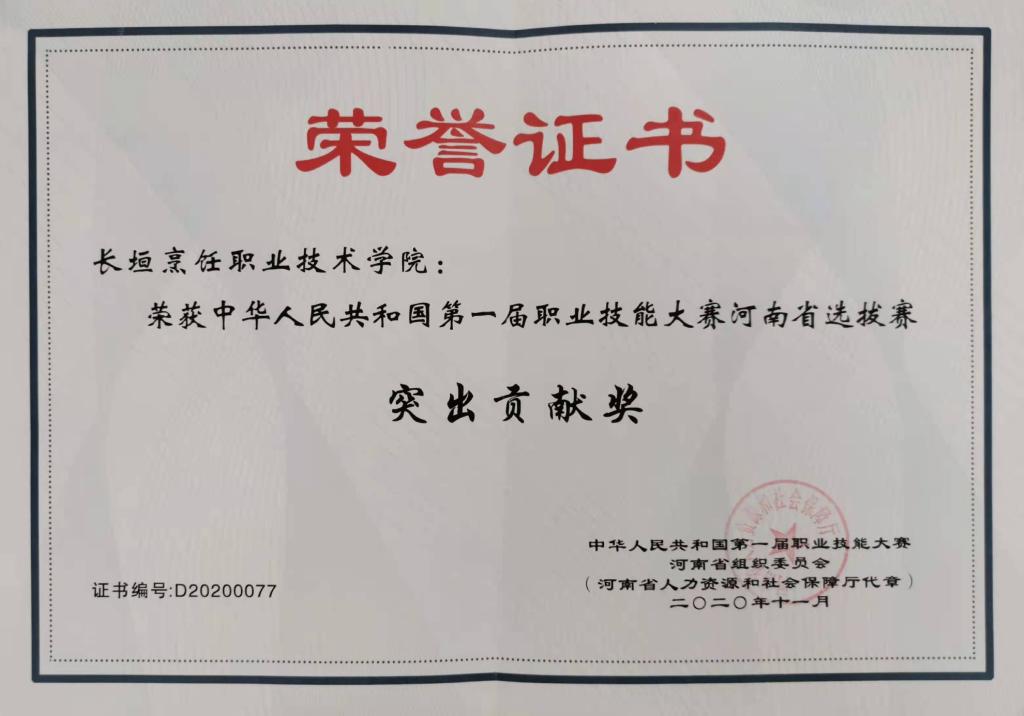 荣誉证书
长垣烹饪职业技术学院：
荣获中华人民共和国第一届职业技能大赛河南省选拔赛
突出贡献奖
中华人民共和国第一届职业技能大赛
河南省组织委员会
（河南省人力资源和社会保障厅代章）
二〇二〇年十一月
证书编号:D20200077